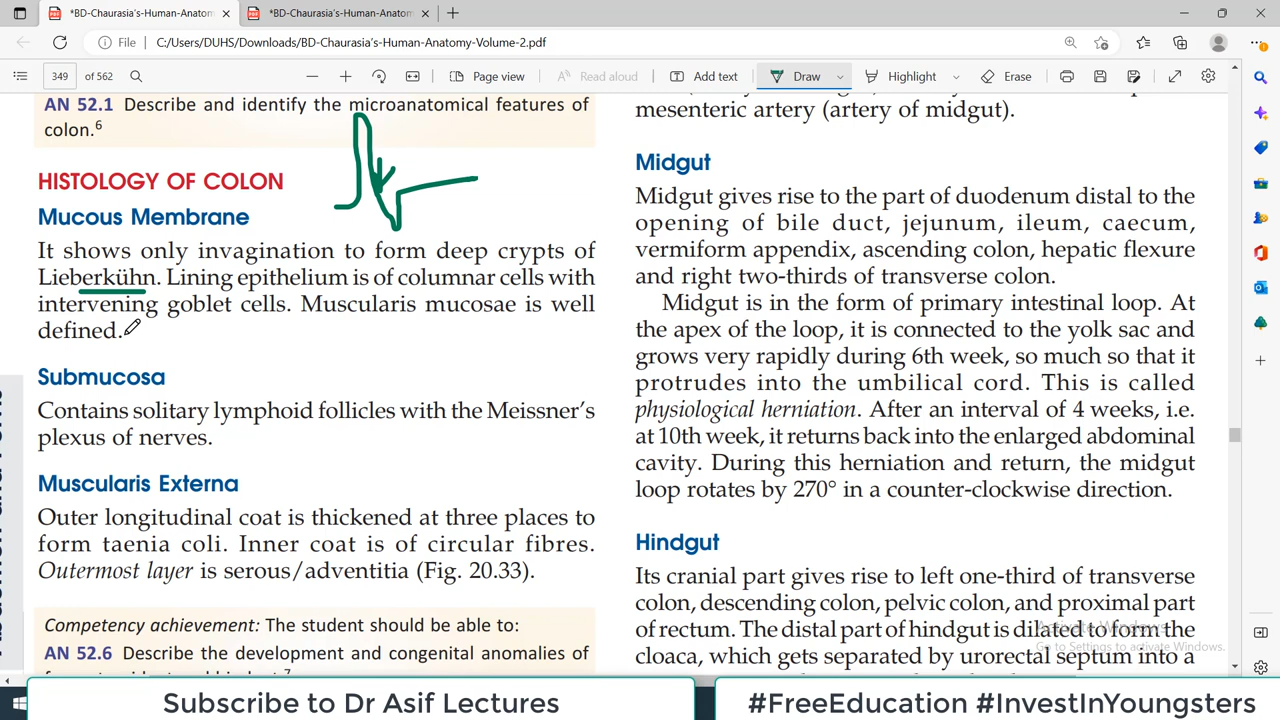 *BD-Chaurasia's-Human-Anatom
*BD-Chaurasia's-Human-Anatom
File
C:/Users/DUHS/Downloads/BD-Chaurasia's-Human-Anatomy-Volume-2.pdf
349 of 562
Page view
Read aloud
Add text
Draw
Highlight
Erase
AN 52.1 Describe and identify the microanatomical features of
colon.6
HISTOLOGY OF COLON
Mucous Membrane
It shows only invagination to form deep crypts of
Lieberkühn. Lining epithelium is of columnar cells with
intervening goblet cells. Muscularis mucosae is well
defined.
Submucosa
Contains solitary lymphoid follicles with the Meissner's
plexus of nerves.
Muscularis Externa
Outer longitudinal coat is thickened at three places to
form taenia coli. Inner coat is of circular fibres.
Outermost layer is serous/adventitia (Fig. 20.33).
Competency achievement: The student should be able to:
AN 52.6 Describe the development and congenital anomalies of
mesenteric artery (artery of midgut).
Midgut
Midgut gives rise to the part of duodenum distal to the
opening of bile duct, jejunum, ileum, caecum,
vermiform appendix, ascending colon, hepatic flexure
and right two-thirds of transverse colon.
Midgut is in the form of primary intestinal loop. At
the apex of the loop, it is connected to the yolk sac and
grows very rapidly during 6th week, so much so that it
protrudes into the umbilical cord. This is called
physiological herniation. After an interval of 4 weeks, i.e.
at 10th week, it returns back into the enlarged abdominal
cavity. During this herniation and return, the midgut
loop rotates by 270° in a counter-clockwise direction.
Hindgut
Its cranial part gives rise to left one-third of transverse
colon, descending colon, pelvic colon, and proximal part
of rectum. The distal part of hindgut is dilated to form the
cloaca, which gets separated by urorectal septum into a
Activate Windows
Go to Settings to activate Windows.
Subscribe to Dr Asif Lectures
#FreeEducation #InvestInYoungsters